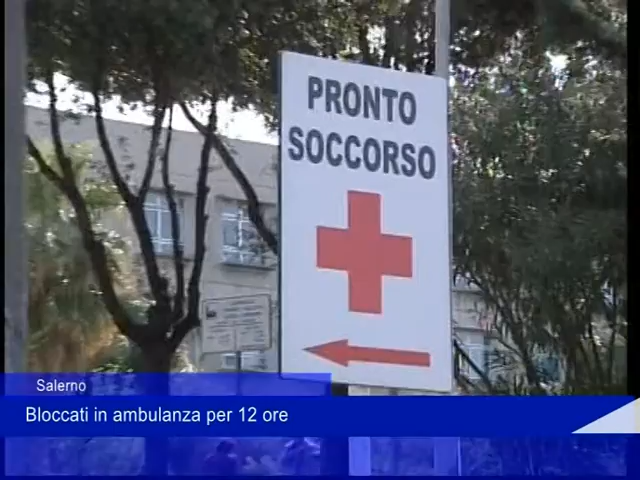 PRONTO
SOCCORSO
Salerno
Bloccati in ambulanza per 12 ore